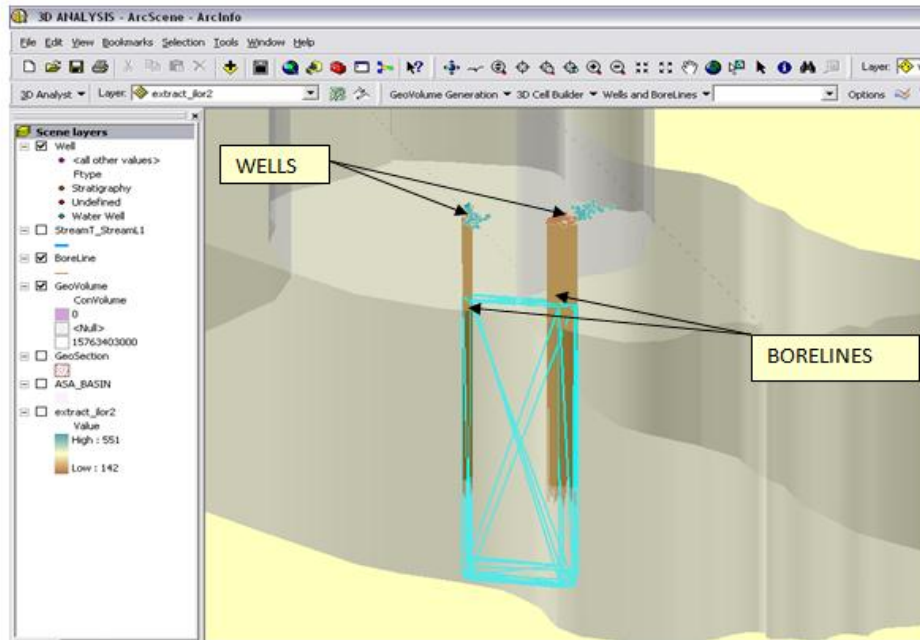 3D ANALYSIS - ArcScene - ArcInfo
File Edit View Bookmarks Selection Tools Window Help
Layer:
3D Analyst Layer: extract_ilor2 GeoVolume Generation 3D Cell Builder Wells and BoreLines Options
Scene layers
Well
<all other values>
Ftype
Stratigraphy
Undefined
Water Well
StreamT_StreamL1
BoreLine
GeoVolume
ConVolume
0
<Null>
15763403000
GeoSection
ASA_BASIN
extract_ilor2
Value
High : 551
Low : 142
WELLS
BORELINES